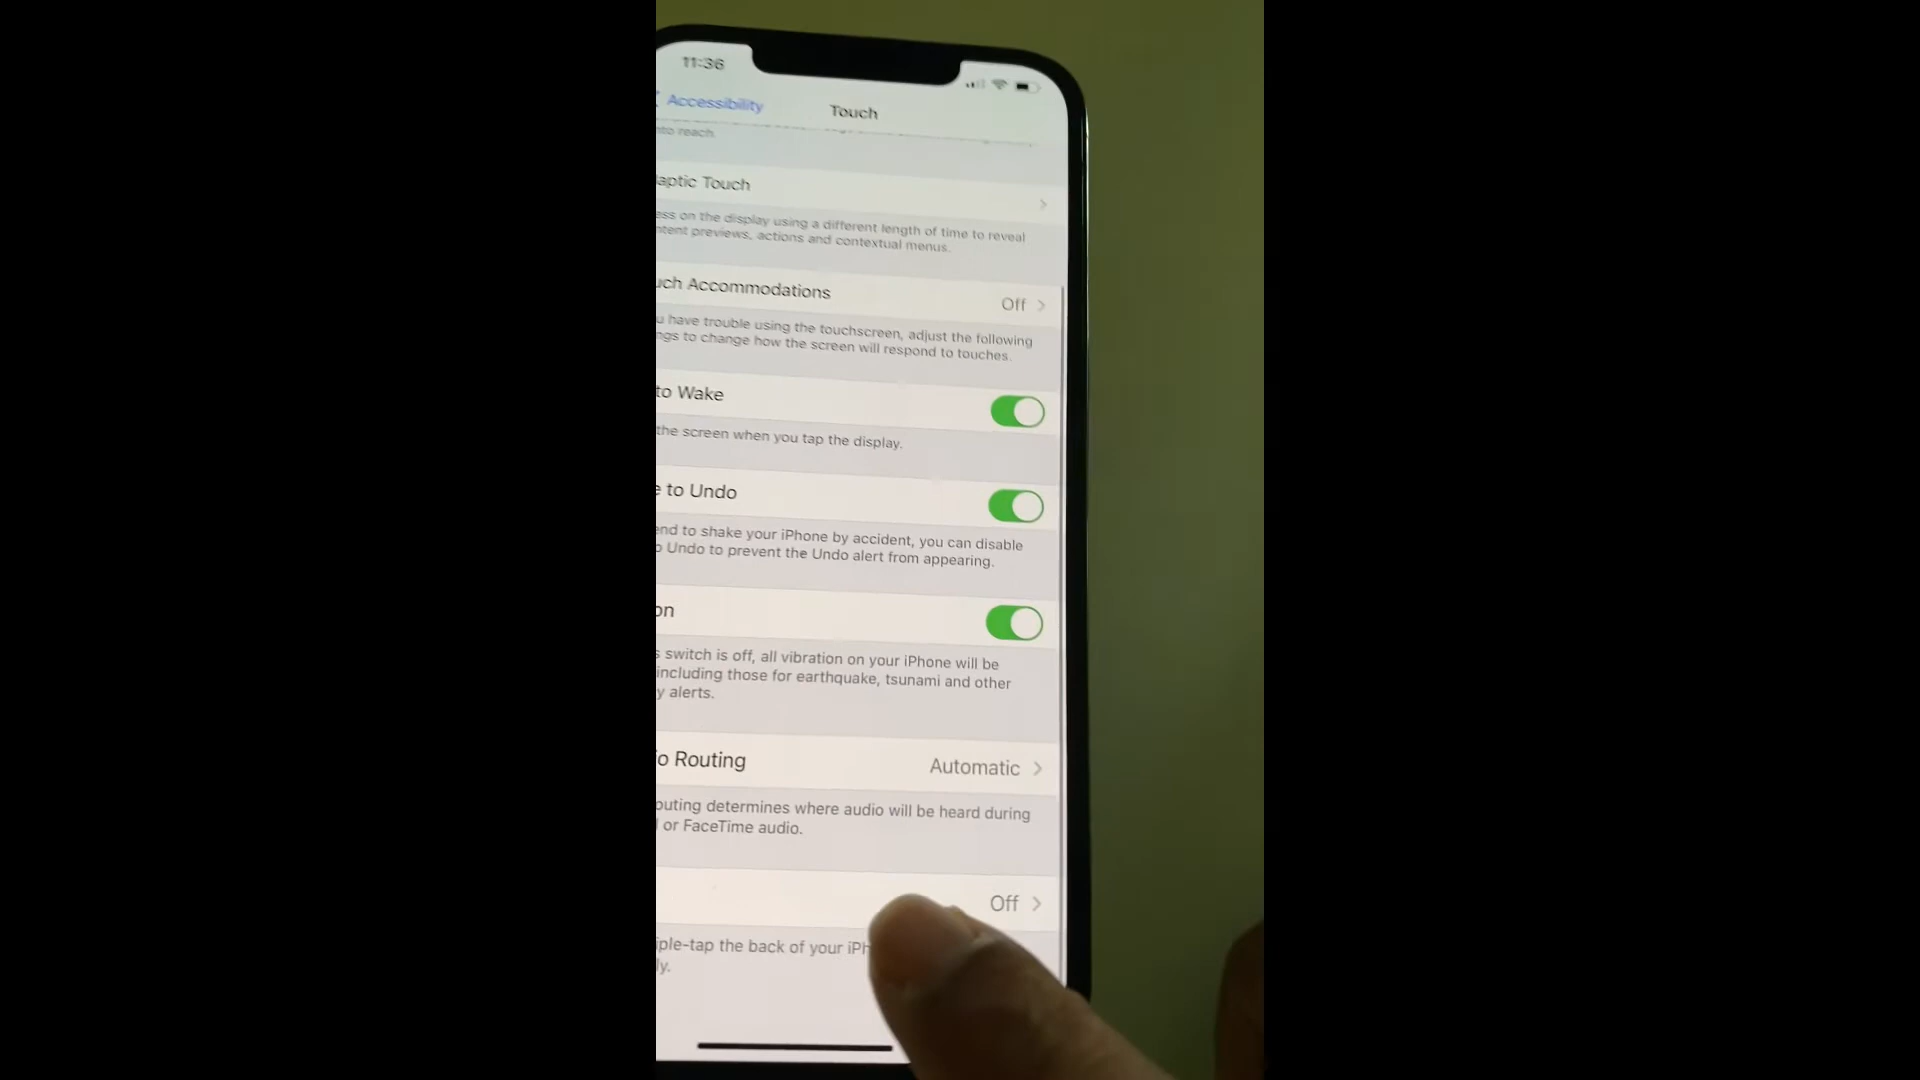 11:36
Accessibility
Touch
nto reach.
aptic Touch
ess on the display using a different length of time to reveal
ntent previews, actions and contextual menus.
uch Accommodations
Off
u have trouble using the touchscreen, adjust the following
ngs to change how the screen will respond to touches.
to Wake
the screen when you tap the display.
e to Undo
end to shake your iPhone by accident, you can disable
o Undo to prevent the Undo alert from appearing.
on
s switch is off, all vibration on your iPhone will be
including those for earthquake, tsunami and other
y alerts.
o Routing
Automatic
outing determines where audio will be heard during
l or FaceTime audio.
Off
iple-tap the back of your iPh
ly.